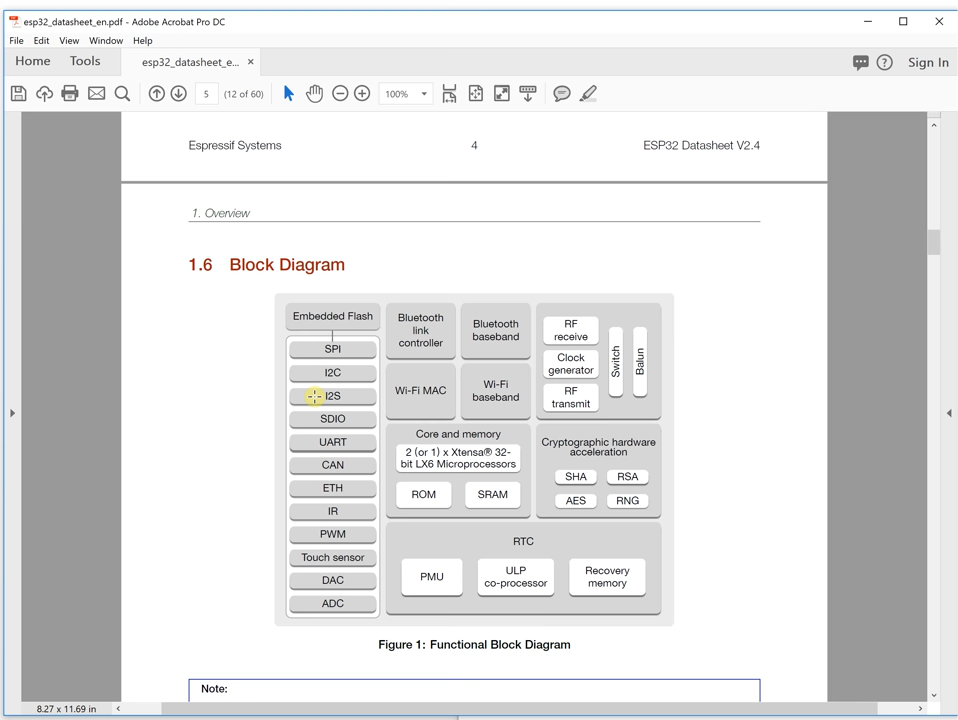 esp32_datasheet_en.pdf - Adobe Acrobat Pro DC
File Edit View Window Help
Home Tools esp32_datasheet_e... × Sign In
5 (12 of 60) 100%
Espressif Systems 4 ESP32 Datasheet V2.4
1. Overview
1.6 Block Diagram
Embedded Flash
SPI
I2C
I2S
SDIO
UART
CAN
ETH
IR
PWM
Touch sensor
DAC
ADC
Bluetooth
link
controller
Bluetooth
baseband
Wi-Fi MAC
Wi-Fi
baseband
RF
receive
Clock
generator
RF
transmit
Switch
Balun
Core and memory
2 (or 1) x Xtensa® 32-
bit LX6 Microprocessors
ROM
SRAM
Cryptographic hardware
acceleration
SHA
RSA
AES
RNG
RTC
PMU
ULP
co-processor
Recovery
memory
Figure 1: Functional Block Diagram
Note:
8.27 x 11.69 in